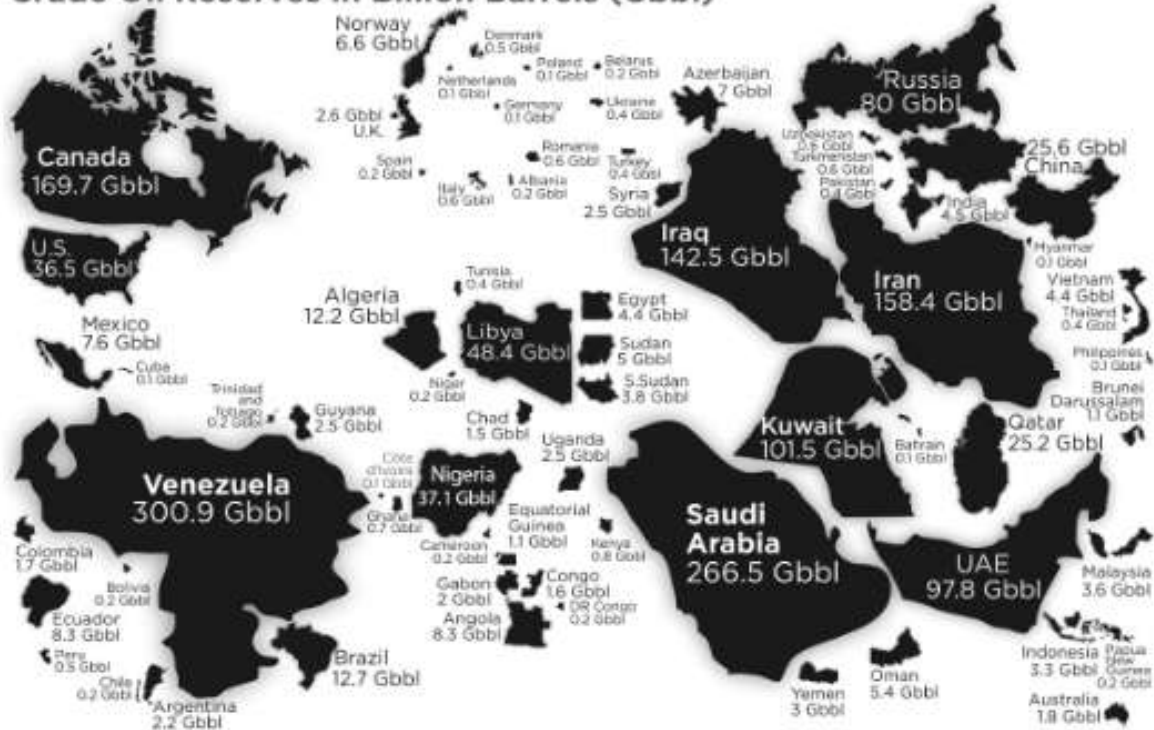 Crude Oil Reserves in Billion Barrels (Gbbl)
Norway
6.6 Gbbl
Denmark
0.5 Gbbl
Poland
0.1 Gbbl
Belarus
0.2 Gbbl
Netherlands
0.1 Gbbl
Germany
0.1 Gbbl
Ukraine
0.4 Gbbl
Azerbaijan
7 Gbbl
Russia
80 Gbbl
2.6 Gbbl
U.K.
Canada
169.7 Gbbl
Spain
0.2 Gbbl
Italy
0.6 Gbbl
Romania
0.6 Gbbl
Albania
0.2 Gbbl
Turkey
0.4 Gbbl
Syria
2.5 Gbbl
Uzbekistan
0.6 Gbbl
Turkmenistan
0.6 Gbbl
Pakistan
0.4 Gbbl
25.6 Gbbl
China
India
4.5 Gbbl
U.S.
36.5 Gbbl
Iraq
142.5 Gbbl
Iran
158.4 Gbbl
Myanmar
0.1 Gbbl
Vietnam
4.4 Gbbl
Thailand
0.4 Gbbl
Philippines
0.1 Gbbl
Brunei
Darussalam
1.1 Gbbl
Mexico
7.6 Gbbl
Cuba
0.1 Gbbl
Algeria
12.2 Gbbl
Tunisia
0.4 Gbbl
Libya
48.4 Gbbl
Egypt
4.4 Gbbl
Sudan
5 Gbbl
S.Sudan
3.8 Gbbl
Niger
0.2 Gbbl
Chad
1.5 Gbbl
Uganda
2.5 Gbbl
Kuwait
101.5 Gbbl
Bahrain
0.1 Gbbl
Qatar
25.2 Gbbl
Trinidad
and
Tobago
0.2 Gbbl
Guyana
2.5 Gbbl
Venezuela
300.9 Gbbl
Côte
d'Ivoire
0.1 Gbbl
Ghana
0.7 Gbbl
Nigeria
37.1 Gbbl
Cameroon
0.2 Gbbl
Equatorial
Guinea
1.1 Gbbl
Kenya
0.8 Gbbl
Gabon
2 Gbbl
Congo
1.6 Gbbl
DR Congo
0.2 Gbbl
Angola
8.3 Gbbl
Saudi
Arabia
266.5 Gbbl
UAE
97.8 Gbbl
Malaysia
3.6 Gbbl
Colombia
1.7 Gbbl
Bolivia
0.2 Gbbl
Ecuador
8.3 Gbbl
Peru
0.5 Gbbl
Chile
0.2 Gbbl
Argentina
2.2 Gbbl
Brazil
12.7 Gbbl
Yemen
3 Gbbl
Oman
5.4 Gbbl
Indonesia
3.3 Gbbl
Papua
New
Guinea
0.2 Gbbl
Australia
1.8 Gbbl